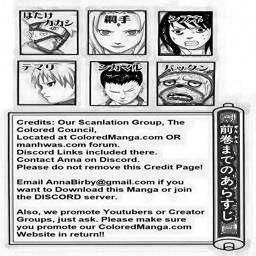 はたけカカシ
綱手
シズネ
テマリ
シカマル
パックン
前巻までのあらすじ
Credits: Our Scanlation Group, The
Colored Council,
Located at ColoredManga.com OR
manhwas.com forum.
Discord Links included there.
Contact Anna on Discord.
Please do not remove this Credit Page!
Email AnnaBirby@gmail.com if you
want to Download this Manga or join
the DISCORD server.
Also, we promote Youtubers or Creator
Groups, just ask. Please make sure
you promote our ColoredManga.com
Website in return!!